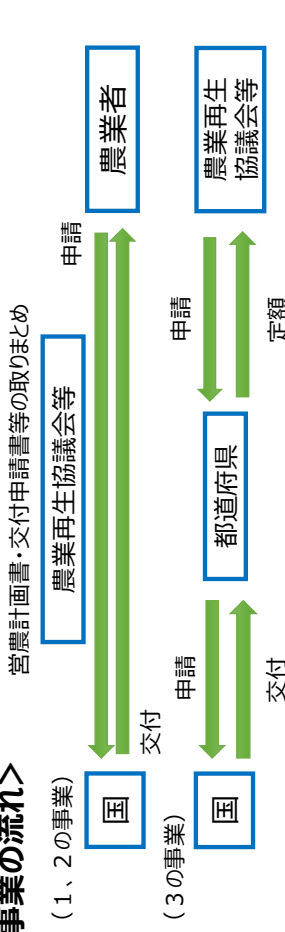 事業の流れ>
(1、2の事業)
営農計画書・交付申請書等の取りまとめ
国
農業再生協議会等
農業者
申請
交付
(3の事業)
国
申請
交付
都道府県
申請
定額
農業再生
協議会等